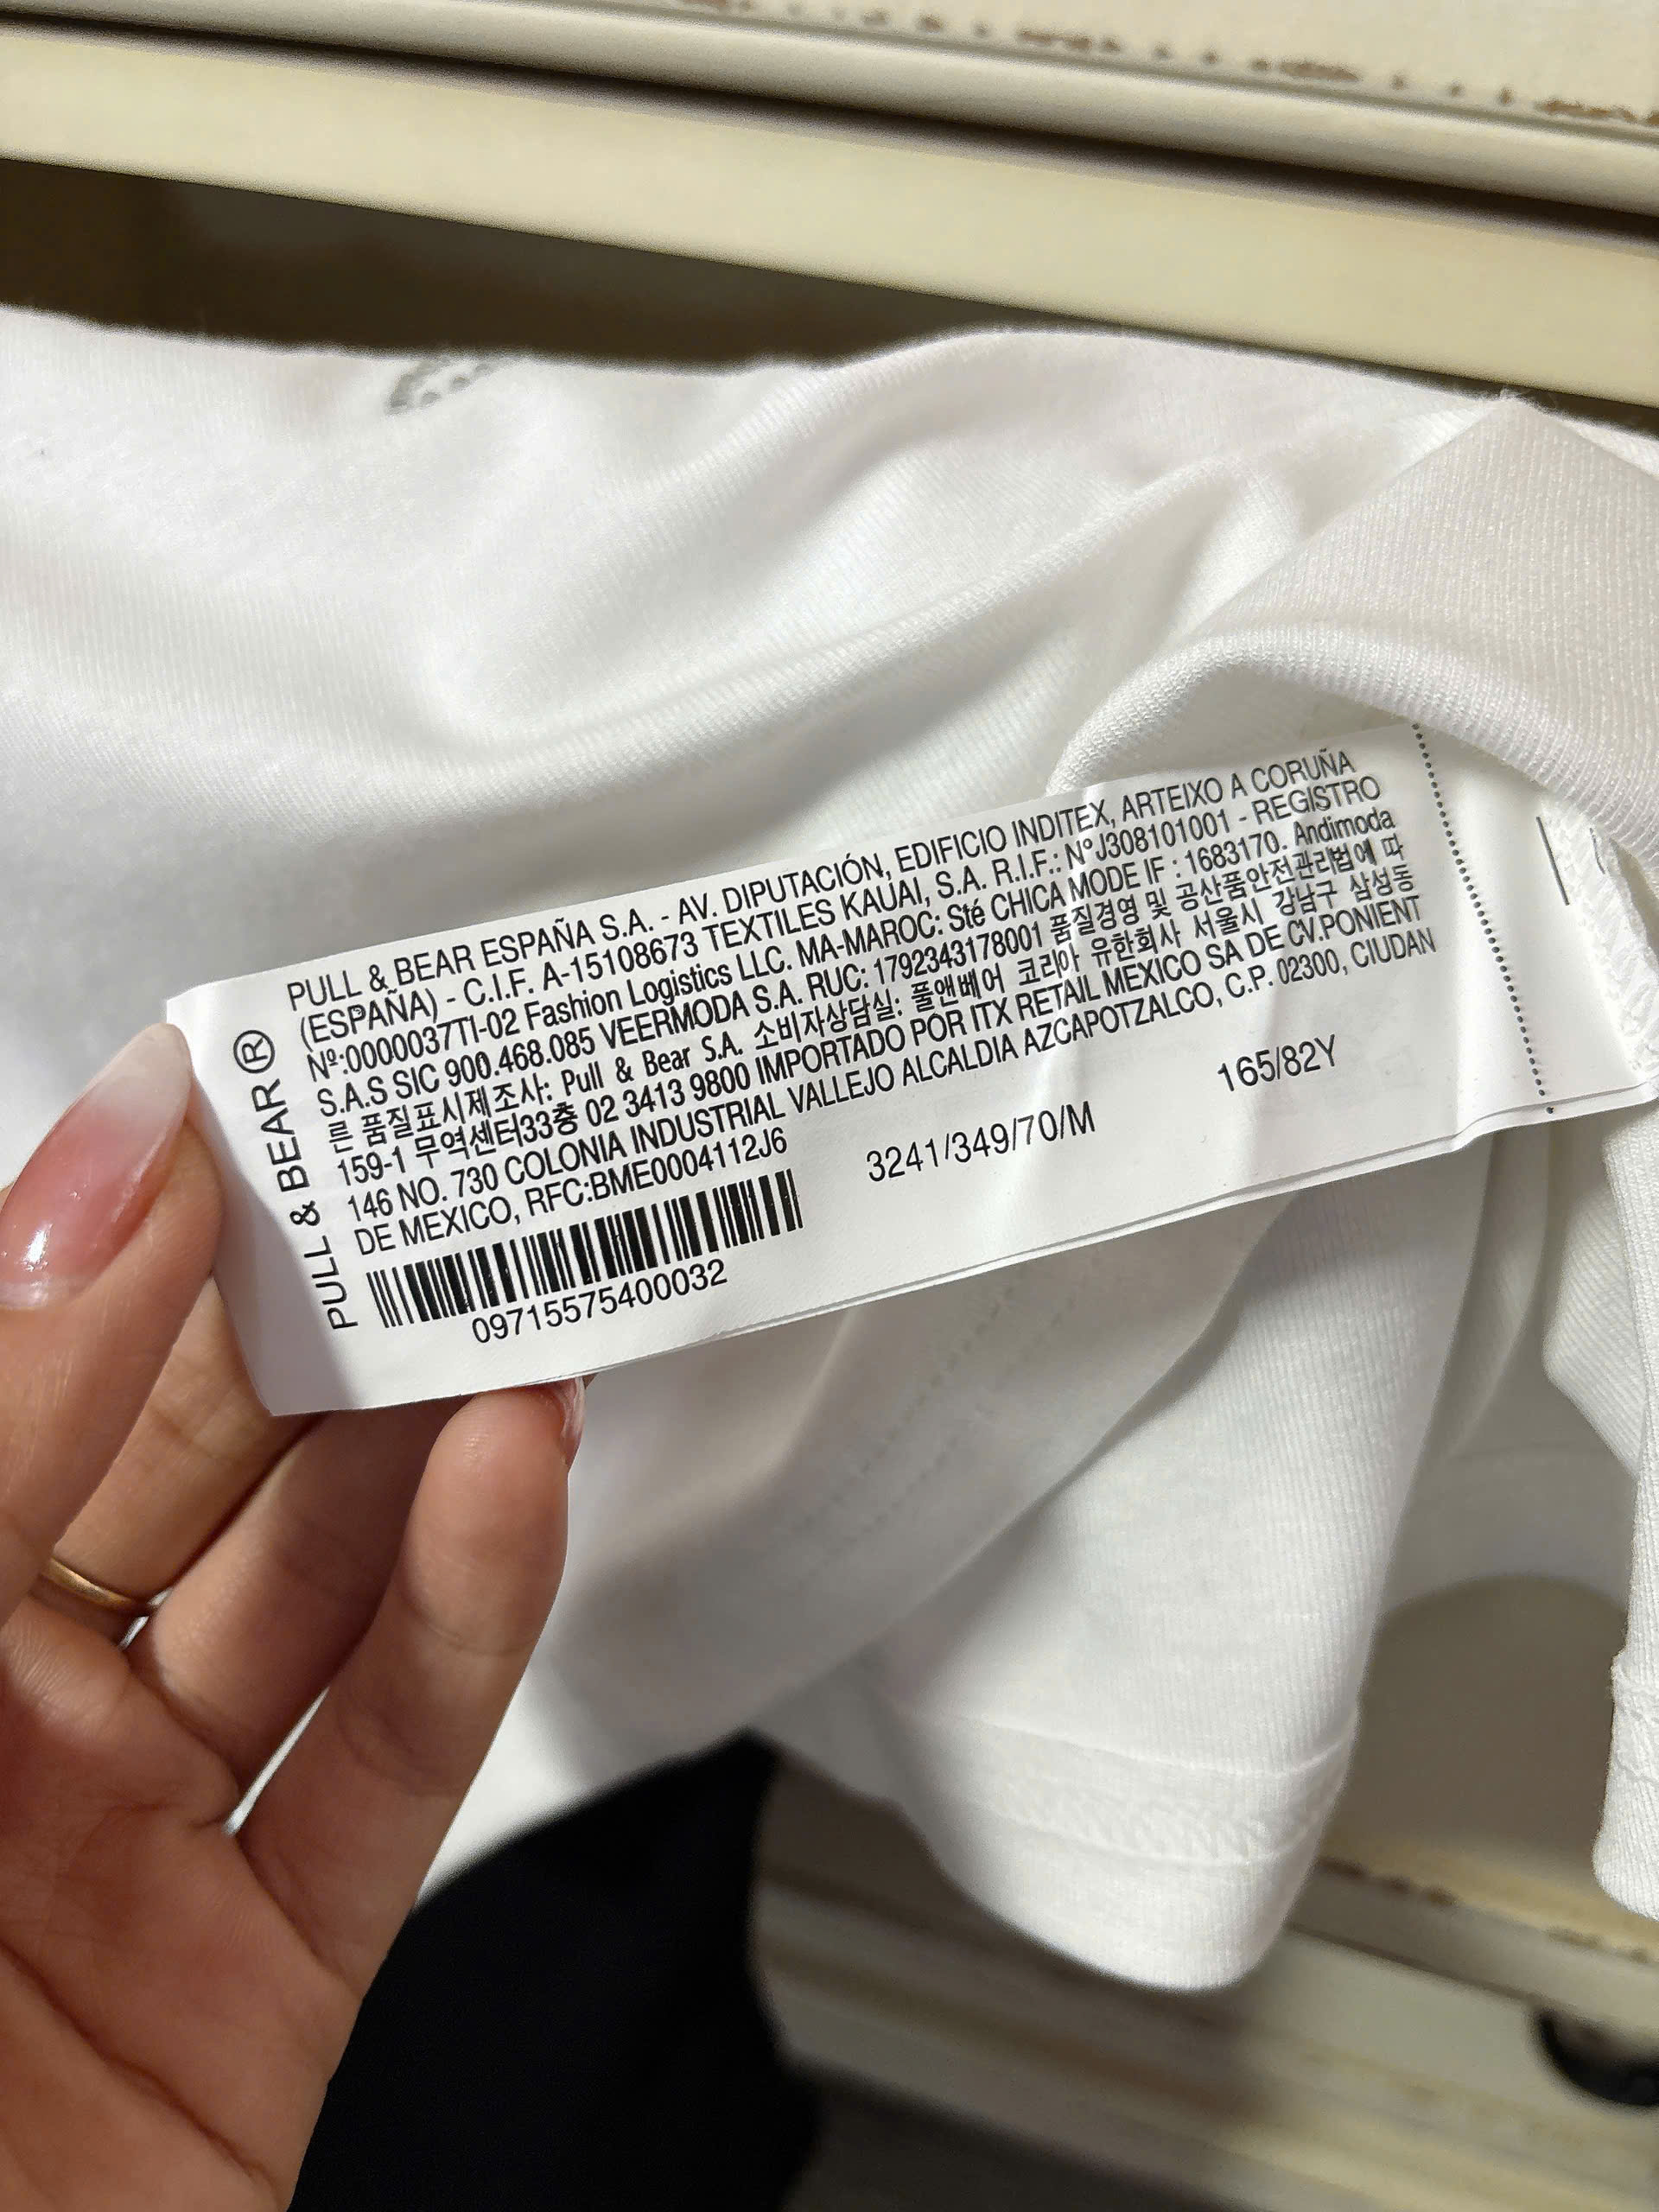 PULL & BEAR ®
PULL & BEAR ESPAÑA S.A. - AV. DIPUTACIÓN, EDIFICIO INDITEX, ARTEIXO A CORUÑA
(ESPAÑA) - C.I.F. A-15108673 TEXTILES KAUAI, S.A. R.I.F.: N°J308101001 - REGISTRO
Nº:0000037TI-02 Fashion Logistics LLC. MA-MAROC: Sté CHICA MODE IF : 1683170. Andimoda
S.A.S SIC 900.468.085 VEERMODA S.A. RUC: 1792343178001 품질경영 및 공산품안전관리법에 따
른 품질표시제조사: Pull & Bear S.A. 소비자상담실: 풀앤베어 코리아 유한회사 서울시 강남구 삼성동
159-1 무역센터33층 02 3413 9800 IMPORTADO POR ITX RETAIL MEXICO SA DE CV.PONIENT
146 NO. 730 COLONIA INDUSTRIAL VALLEJO ALCALDIA AZCAPOTZALCO, C.P. 02300, CIUDAN
DE MEXICO, RFC:BME0004112J6
3241/349/70/M
165/82Y
09715575400032